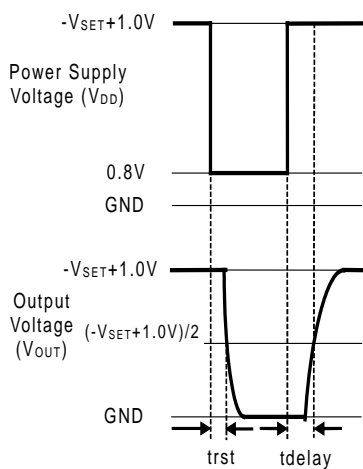 -VSET+1.0V
Power Supply
Voltage (VDD)
0.8V
GND
-VSET+1.0V
Output
Voltage
(VOUT)
(-VSET+1.0V)/2
GND
trst
tdelay